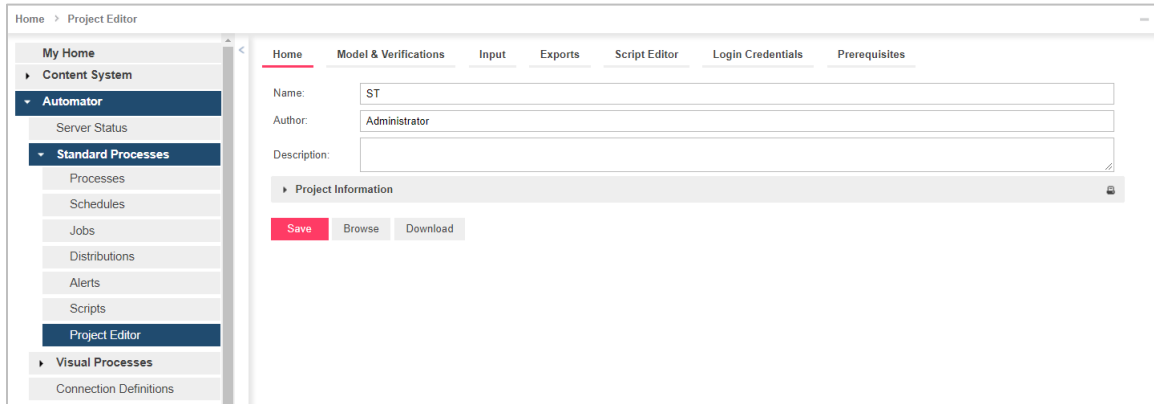 Home > Project Editor
My Home
Content System
Automator
Server Status
Standard Processes
Processes
Schedules
Jobs
Distributions
Alerts
Scripts
Project Editor
Visual Processes
Connection Definitions
Home Model & Verifications Input Exports Script Editor Login Credentials Prerequisites
Name: ST
Author: Administrator
Description:
Project Information
Save Browse Download